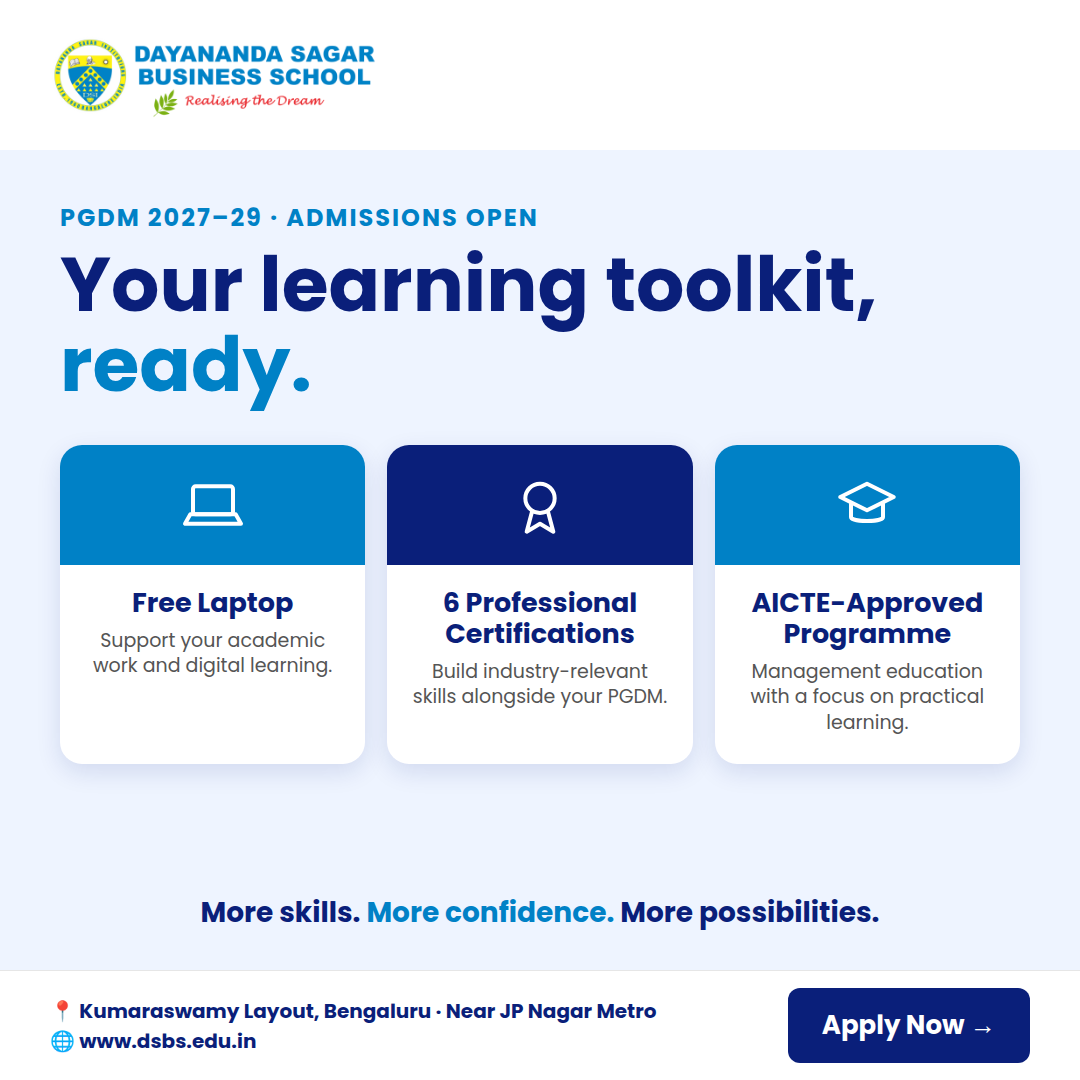 DAYANANDA SAGAR
BUSINESS SCHOOL
Realising the Dream
PGDM 2027–29 · ADMISSIONS OPEN
Your learning toolkit,
ready.
Free Laptop
Support your academic
work and digital learning.
6 Professional
Certifications
Build industry-relevant
skills alongside your PGDM.
AICTE-Approved
Programme
Management education
with a focus on practical
learning.
More skills. More confidence. More possibilities.
📍 Kumaraswamy Layout, Bengaluru · Near JP Nagar Metro
🌐 www.dsbs.edu.in
Apply Now →